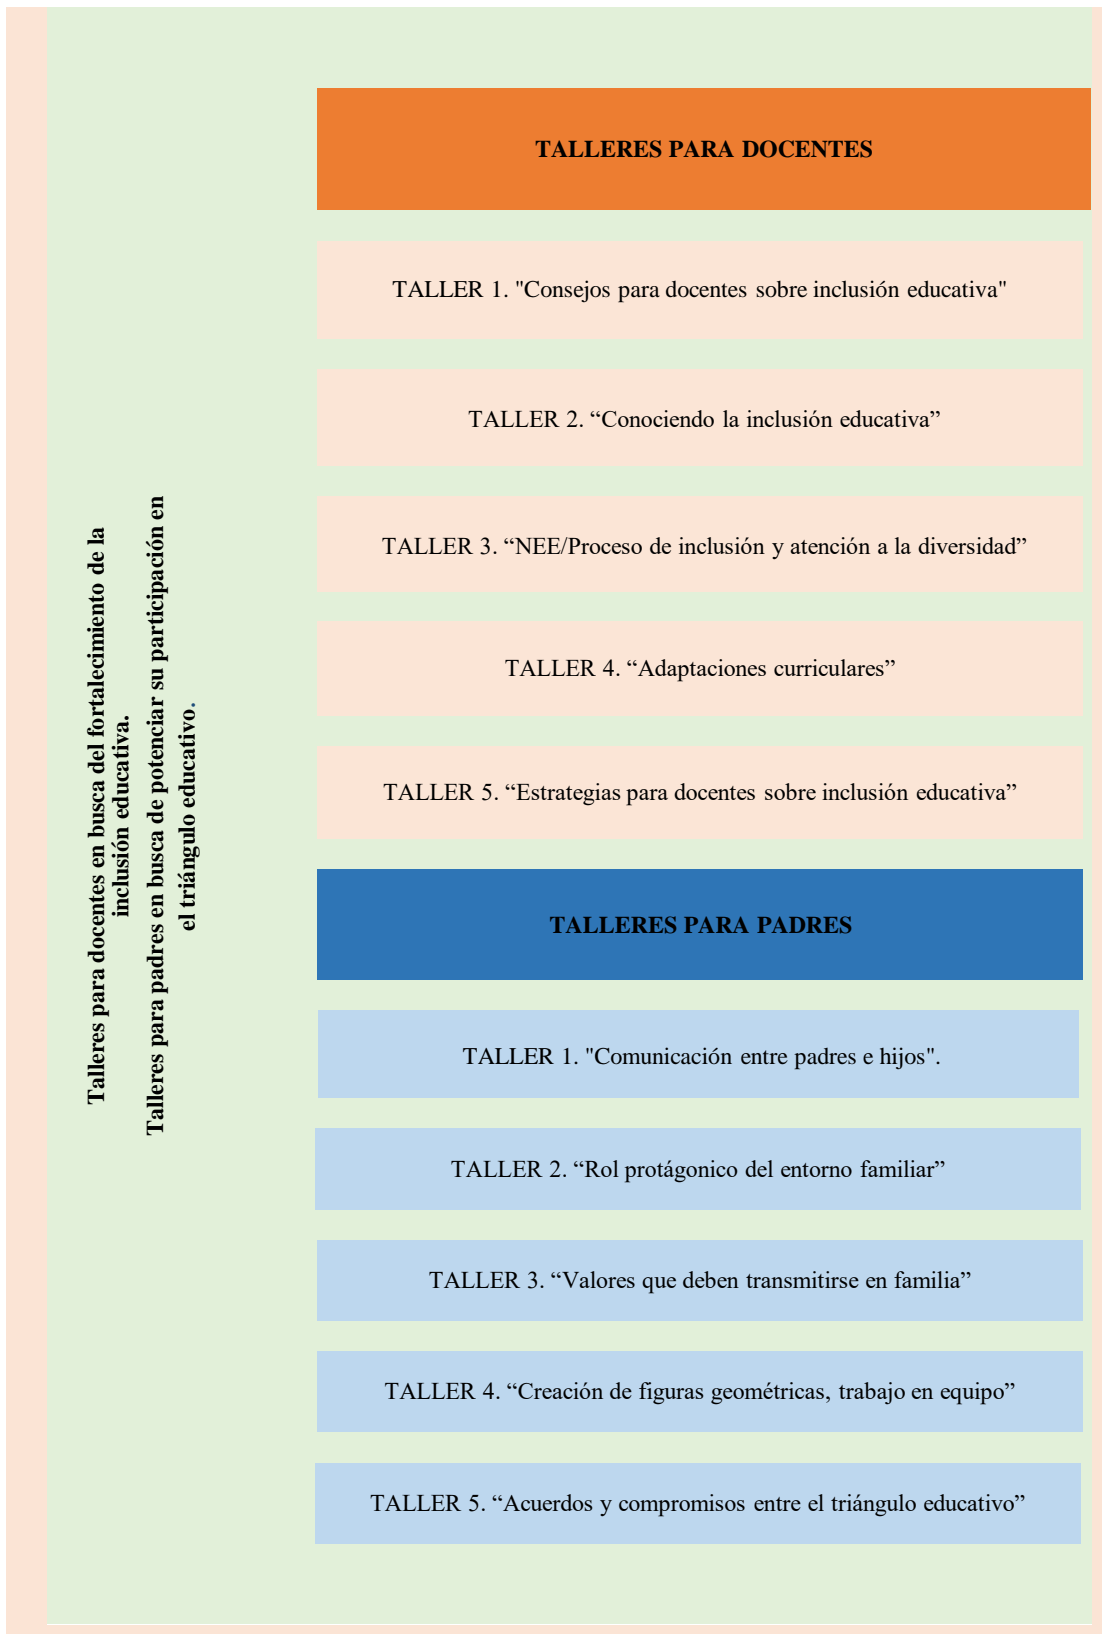 Talleres para docentes en busca del fortalecimiento de la
inclusión educativa.
Talleres para padres en busca de potenciar su participación en
el triángulo educativo.
TALLERES PARA DOCENTES
TALLER 1. "Consejos para docentes sobre inclusión educativa"
TALLER 2. “Conociendo la inclusión educativa”
TALLER 3. “NEE/Proceso de inclusión y atención a la diversidad”
TALLER 4. “Adaptaciones curriculares”
TALLER 5. “Estrategias para docentes sobre inclusión educativa”
TALLERES PARA PADRES
TALLER 1. "Comunicación entre padres e hijos".
TALLER 2. “Rol protágonico del entorno familiar”
TALLER 3. “Valores que deben transmitirse en familia”
TALLER 4. “Creación de figuras geométricas, trabajo en equipo”
TALLER 5. “Acuerdos y compromisos entre el triángulo educativo”